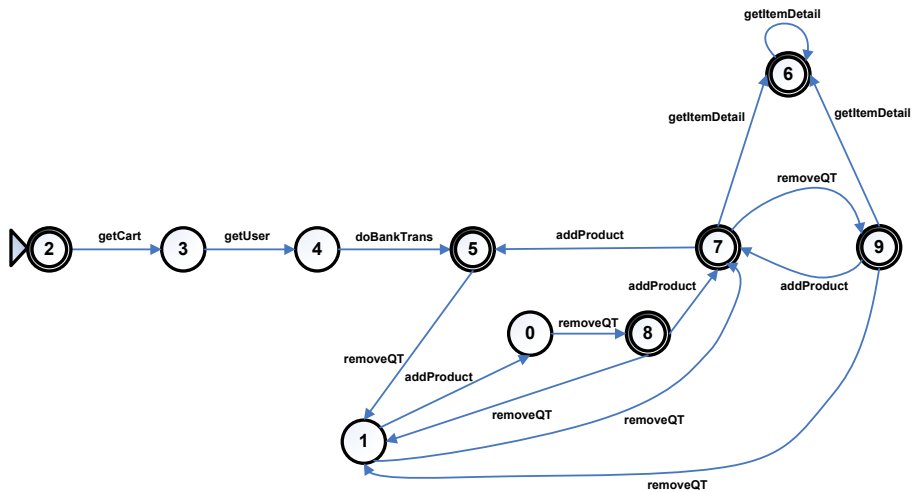 getItemDetail
6
getItemDetail
getItemDetail
removeQT
2
getCart
3
getUser
4
doBankTrans
5
addProduct
7
9
addProduct
addProduct
0
removeQT
8
removeQT
addProduct
removeQT
removeQT
1
removeQT